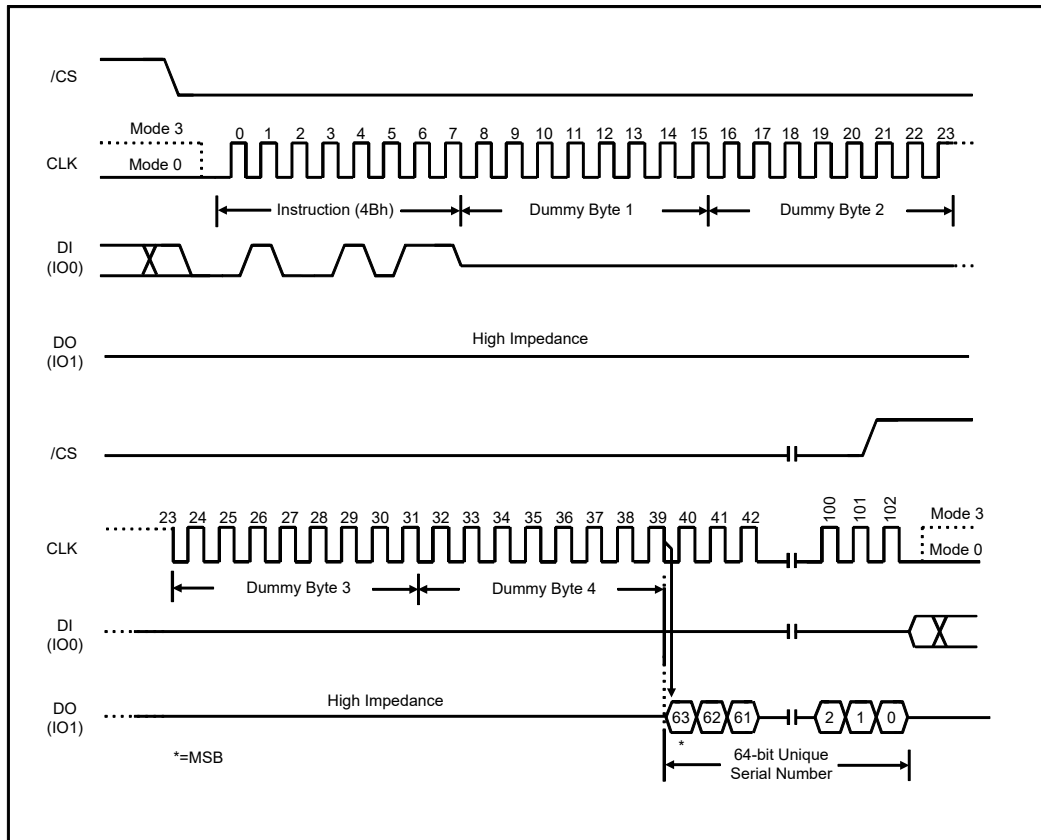 /CS
Mode 3
0 1 2 3 4 5 6 7 8 9 10 11 12 13 14 15 16 17 18 19 20 21 22 23
CLK
Mode 0
Instruction (4Bh)
Dummy Byte 1
Dummy Byte 2
DI
(IO0)
High Impedance
DO
(IO1)
/CS
23 24 25 26 27 28 29 30 31 32 33 34 35 36 37 38 39 40 41 42 100 101 102
Mode 3
CLK
Mode 0
Dummy Byte 3
Dummy Byte 4
DI
(IO0)
High Impedance
DO
(IO1)
63 62 61 2 1 0
*
*=MSB
64-bit Unique
Serial Number